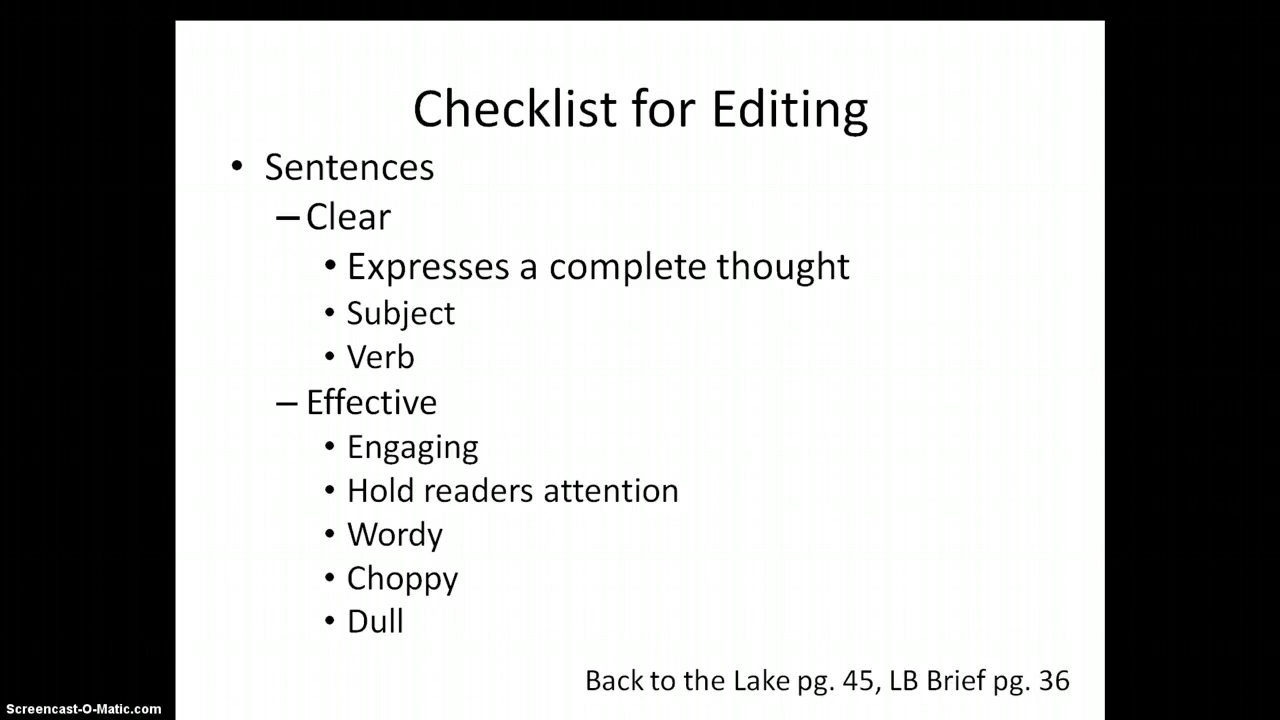 Checklist for Editing
• Sentences
– Clear
• Expresses a complete thought
• Subject
• Verb
– Effective
• Engaging
• Hold readers attention
• Wordy
• Choppy
• Dull
Back to the Lake pg. 45, LB Brief pg. 36
Screencast-O-Matic.com